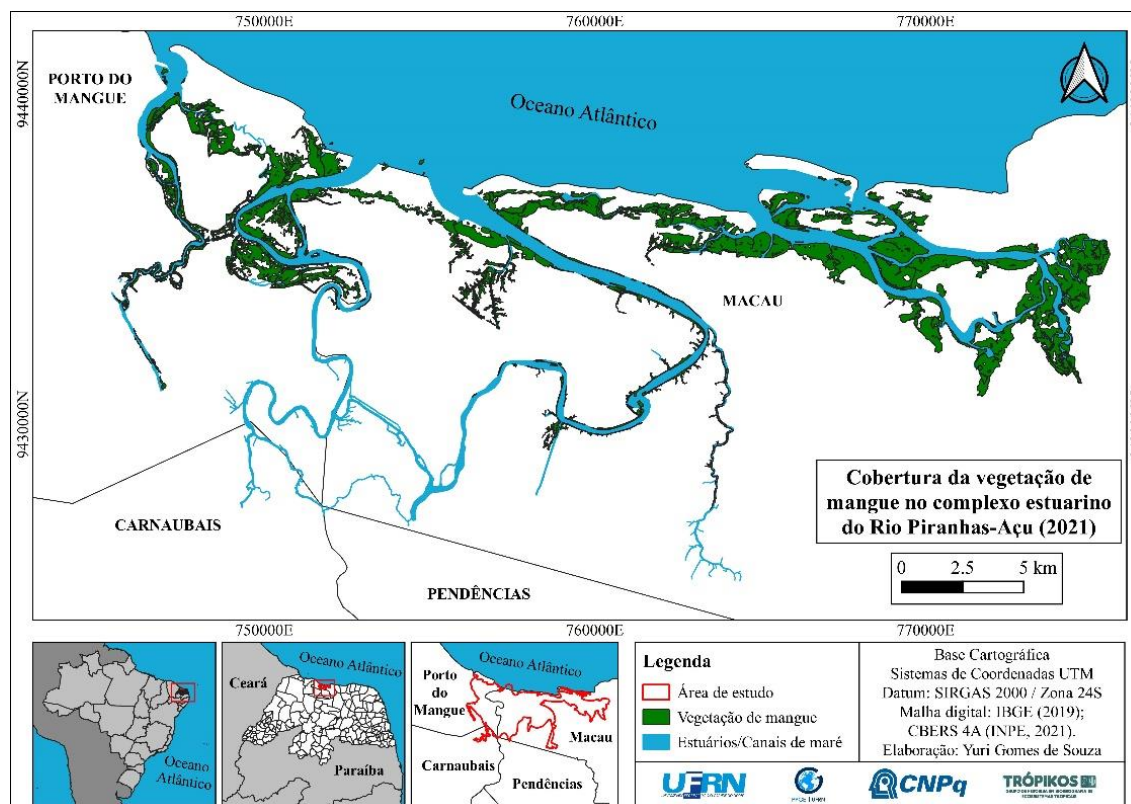 750000E
760000E
770000E
9440000N
PORTO DO
MANGUE
Oceano Atlântico
MACAU
9430000N
CARNAUBAIS
PENDÊNCIAS
Cobertura da vegetação de
mangue no complexo estuarino
do Rio Piranhas-Açu (2021)
0 2.5 5 km
750000E
760000E
770000E
Oceano
Atlântico
Oceano Atlântico
Ceará
Paraíba
Oceano Atlântico
Porto
do
Mangue
Macau
Carnaubais
Pendências
Legenda
Área de estudo
Vegetação de mangue
Estuários/Canais de maré
Base Cartográfica
Sistemas de Coordenadas UTM
Datum: SIRGAS 2000 / Zona 24S
Malha digital: IBGE (2019);
CBERS 4A (INPE, 2021).
Elaboração: Yuri Gomes de Souza
UFRN
CNPq
TRÓPIKOS